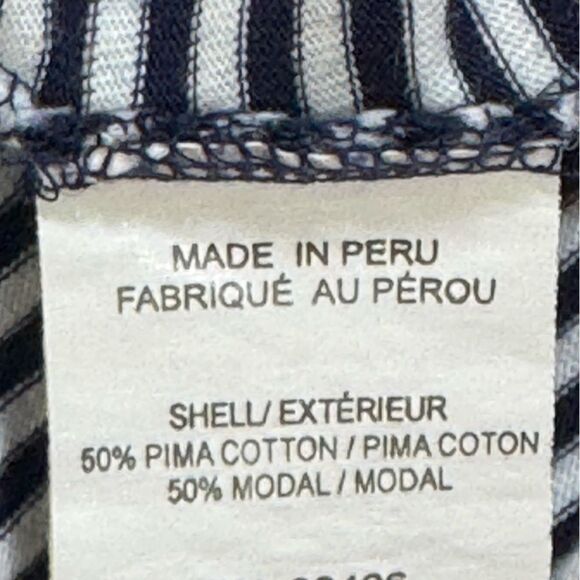 MADE IN PERU
FABRIQUÉ AU PÉROU
SHELL/ EXTÉRIEUR
50% PIMA COTTON / PIMA COTON
50% MODAL / MODAL